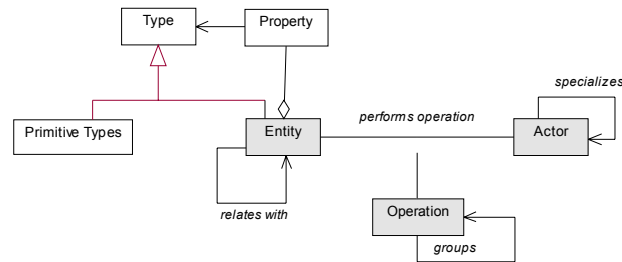 Type
Property
specializes
performs operation
Primitive Types
Entity
Actor
relates with
Operation
groups